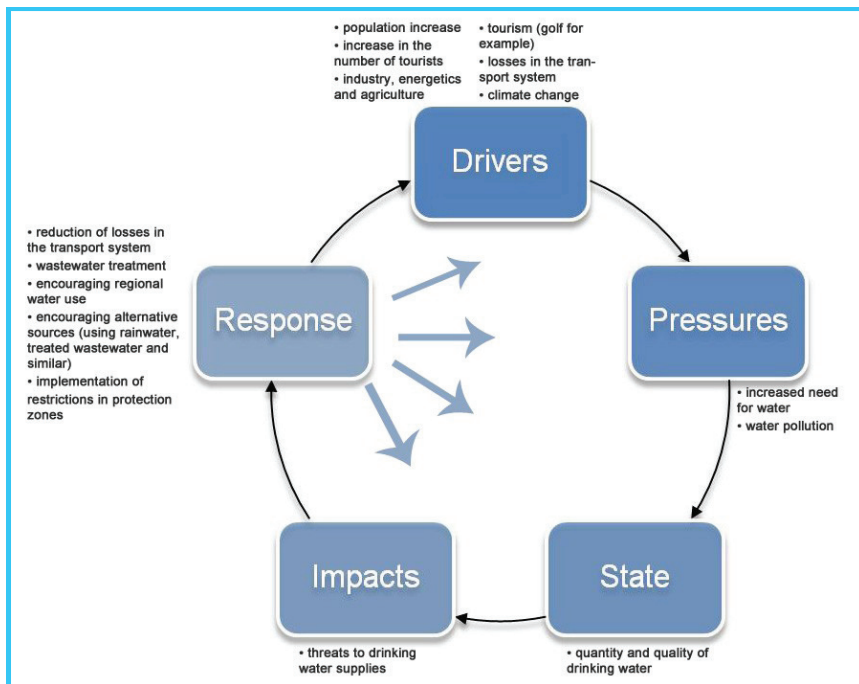 • population increase
• increase in the
number of tourists
• industry, energetics
and agriculture
• tourism (golf for
example)
• losses in the tran-
sport system
• climate change
Drivers
Pressures
• increased need
for water
• water pollution
State
• quantity and quality of
drinking water
Impacts
• threats to drinking
water supplies
Response
• reduction of losses in
the transport system
• wastewater treatment
• encouraging regional
water use
• encouraging alternative
sources (using rainwater,
treated wastewater and
similar)
• implementation of
restrictions in protection
zones